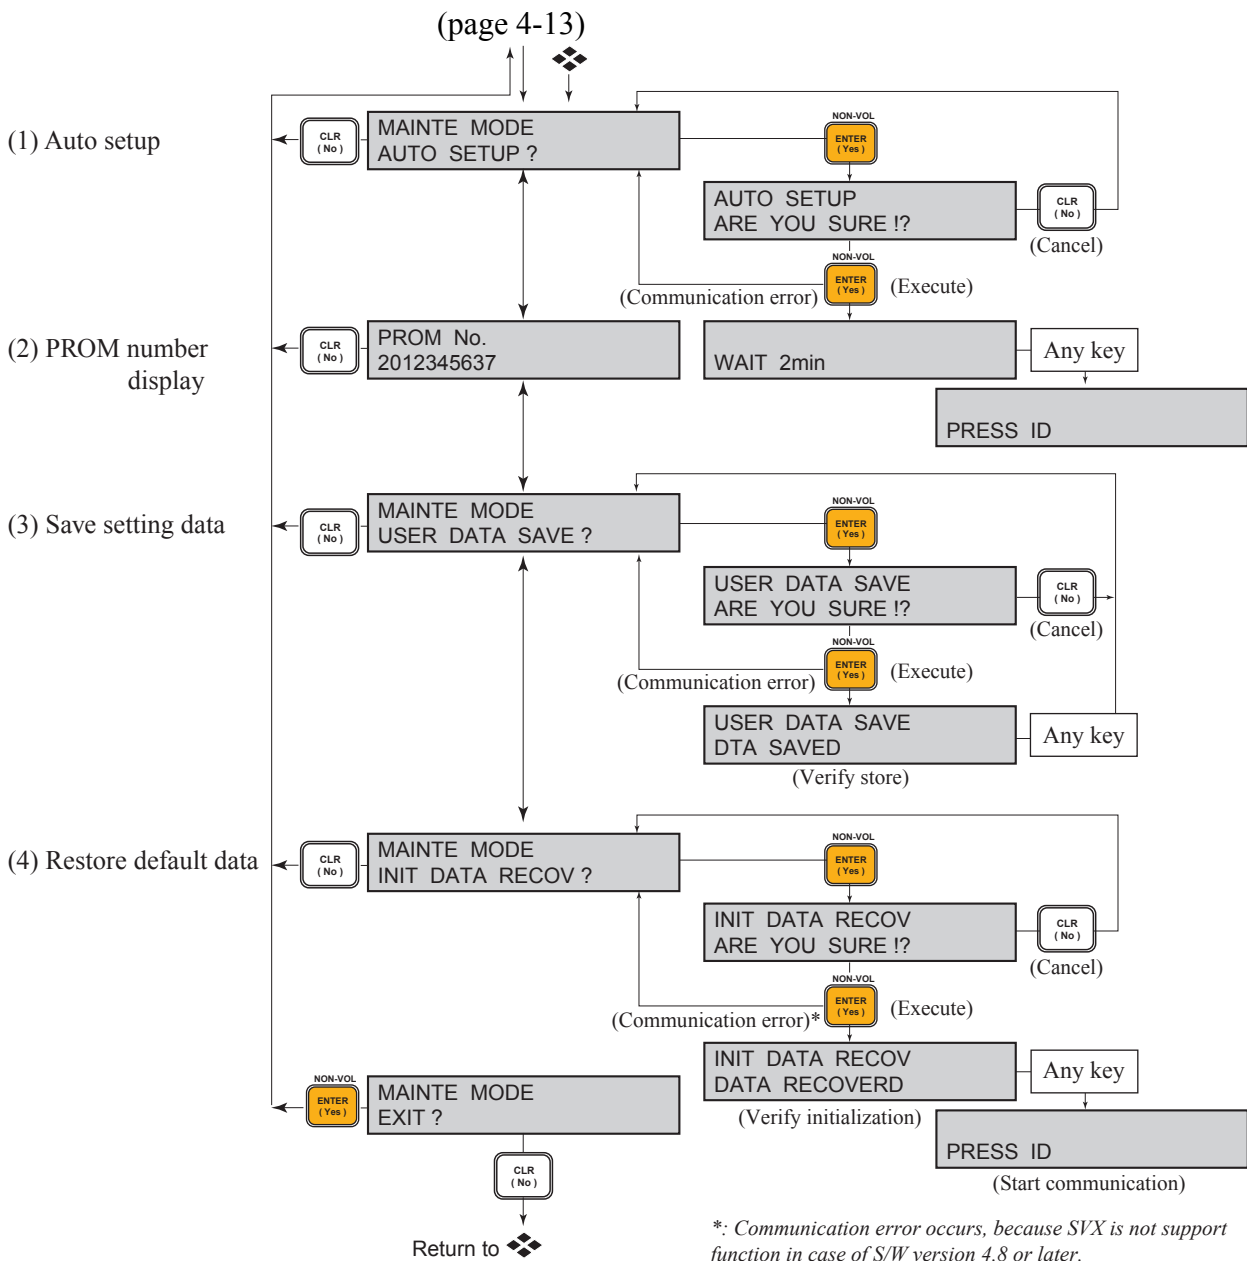 (page 4-13)
(1) Auto setup
CLR
( No )
MAINTE MODE
AUTO SETUP ?
NON-VOL
ENTER
( Yes )
AUTO SETUP
ARE YOU SURE !?
CLR
( No )
(Cancel)
NON-VOL
ENTER
( Yes )
(Communication error)
(Execute)
(2) PROM number
display
CLR
( No )
PROM No.
2012345637
WAIT 2min
Any key
PRESS ID
(3) Save setting data
CLR
( No )
MAINTE MODE
USER DATA SAVE ?
NON-VOL
ENTER
( Yes )
USER DATA SAVE
ARE YOU SURE !?
CLR
( No )
(Cancel)
NON-VOL
ENTER
( Yes )
(Communication error)
(Execute)
USER DATA SAVE
DTA SAVED
Any key
(Verify store)
(4) Restore default data
CLR
( No )
MAINTE MODE
INIT DATA RECOV ?
NON-VOL
ENTER
( Yes )
INIT DATA RECOV
ARE YOU SURE !?
CLR
( No )
(Cancel)
NON-VOL
ENTER
( Yes )
(Communication error)*
(Execute)
INIT DATA RECOV
DATA RECOVERD
Any key
(Verify initialization)
NON-VOL
ENTER
( Yes )
MAINTE MODE
EXIT ?
PRESS ID
(Start communication)
CLR
( No )
Return to
*: Communication error occurs, because SVX is not support
function in case of S/W version 4.8 or later.